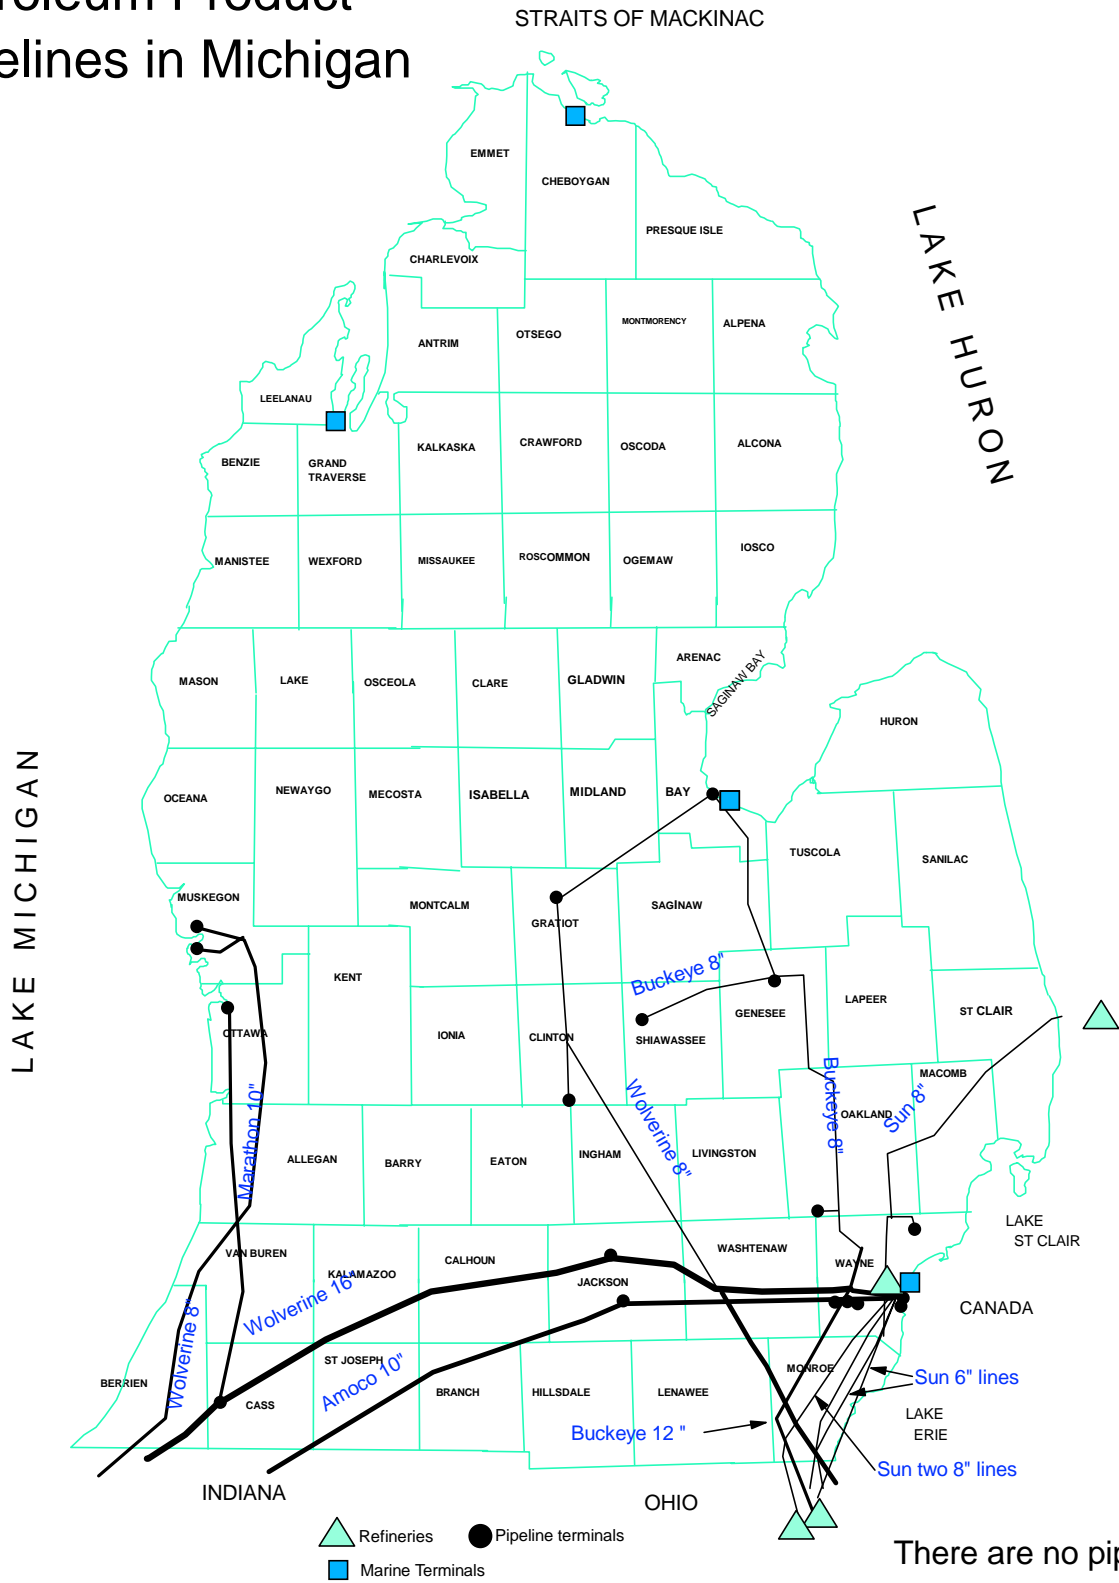 roleum Product
STRAITS OF MACKINAC
elines in Michigan
EMMET
CHEBOYGAN
PRESQUE ISLE
LAKE HURON
CHARLEVOIX
ANTRIM
OTSEGO
MONTMORENCY
ALPENA
LEELANAU
BENZIE
GRAND
TRAVERSE
KALKASKA
CRAWFORD
OSCODA
ALCONA
MANISTEE
WEXFORD
MISSAUKEE
ROSCOMMON
OGEMAW
IOSCO
MASON
LAKE
OSCEOLA
CLARE
GLADWIN
ARENAC
SAGINAW BAY
HURON
LAKE MICHIGAN
OCEANA
NEWAYGO
MECOSTA
ISABELLA
MIDLAND
BAY
TUSCOLA
SANILAC
MUSKEGON
MONTCALM
GRATIOT
SAGINAW
KENT
Buckeye 8"
GENESEE
LAPEER
ST CLAIR
OTTAWA
IONIA
CLINTON
SHIAWASSEE
MACOMB
Marathon 10"
Wolverine 8"
Buckeye 8"
OAKLAND
Sun 8"
ALLEGAN
BARRY
EATON
INGHAM
LIVINGSTON
LAKE
ST CLAIR
VAN BUREN
KALAMAZOO
CALHOUN
JACKSON
WASHTENAW
WAYNE
CANADA
Wolverine 16"
Wolverine 8"
BERRIEN
CASS
ST JOSEPH
Amoco 10"
BRANCH
HILLSDALE
LENAWEE
MONROE
Sun 6" lines
LAKE
ERIE
Buckeye 12 "
Sun two 8" lines
INDIANA
OHIO
Refineries
Pipeline terminals
Marine Terminals
There are no pip